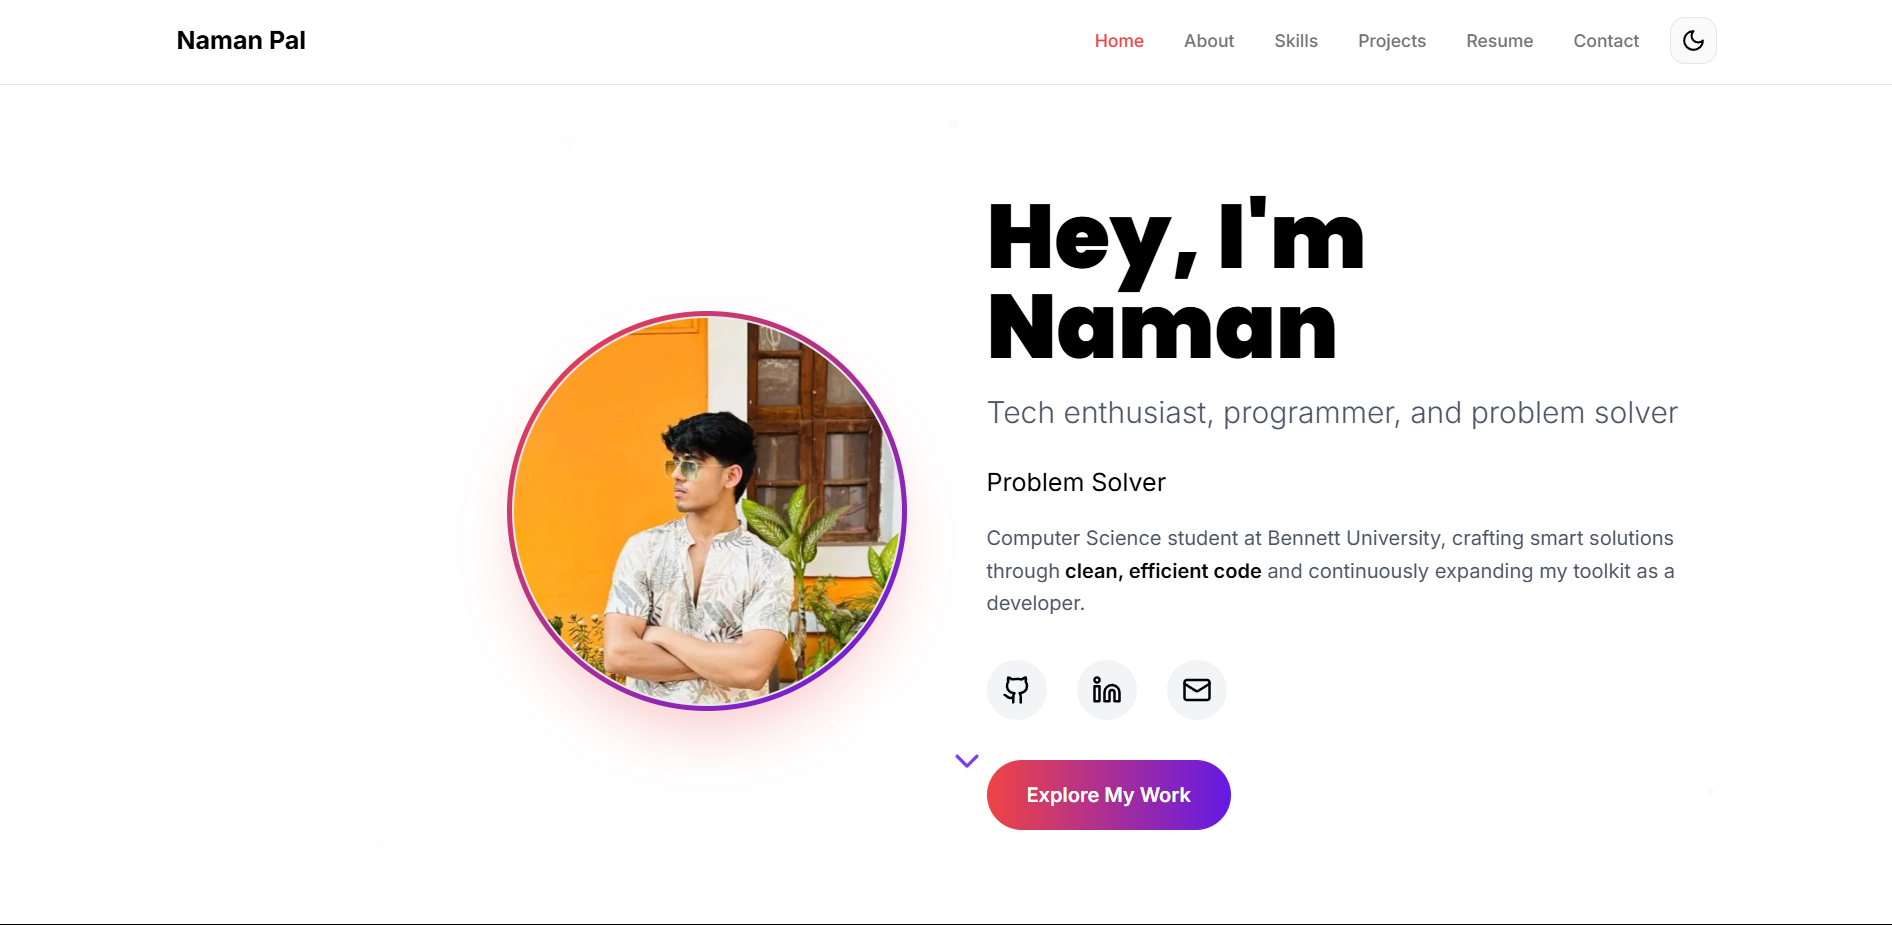 Naman Pal
Home
About
Skills
Projects
Resume
Contact
Hey, I'm
Naman
Tech enthusiast, programmer, and problem solver
Problem Solver
Computer Science student at Bennett University, crafting smart solutions
through clean, efficient code and continuously expanding my toolkit as a
developer.
in
Explore My Work